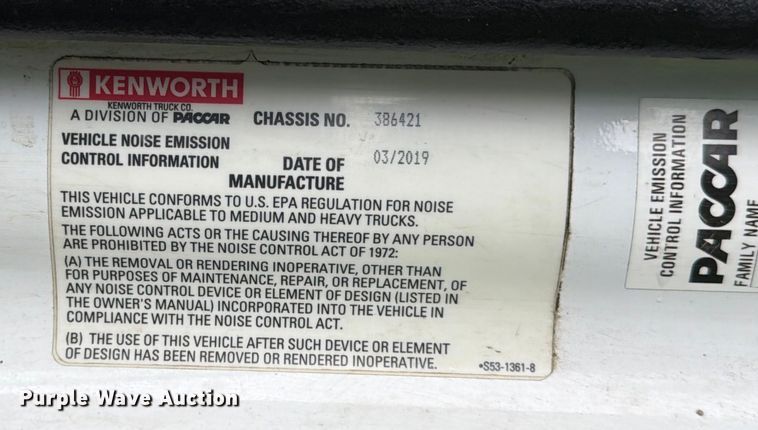 KENWORTH
KENWORTH TRUCK CO.
A DIVISION OF PACCAR
CHASSIS NO. 386421
VEHICLE NOISE EMISSION
CONTROL INFORMATION
DATE OF
MANUFACTURE
03/2019
THIS VEHICLE CONFORMS TO U.S. EPA REGULATION FOR NOISE
EMISSION APPLICABLE TO MEDIUM AND HEAVY TRUCKS.
THE FOLLOWING ACTS OR THE CAUSING THEREOF BY ANY PERSON
ARE PROHIBITED BY THE NOISE CONTROL ACT OF 1972:
(A) THE REMOVAL OR RENDERING INOPERATIVE, OTHER THAN
FOR PURPOSES OF MAINTENANCE, REPAIR, OR REPLACEMENT, OF
ANY NOISE CONTROL DEVICE OR ELEMENT OF DESIGN (LISTED IN
THE OWNER'S MANUAL) INCORPORATED INTO THE VEHICLE IN
COMPLIANCE WITH THE NOISE CONTROL ACT.
(B) THE USE OF THIS VEHICLE AFTER SUCH DEVICE OR ELEMENT
OF DESIGN HAS BEEN REMOVED OR RENDERED INOPERATIVE.
•S53-1361-8
VEHICLE EMISSION
CONTROL INFORMATION
PACCAR
FAMILY NAME
Purple Wave Auction